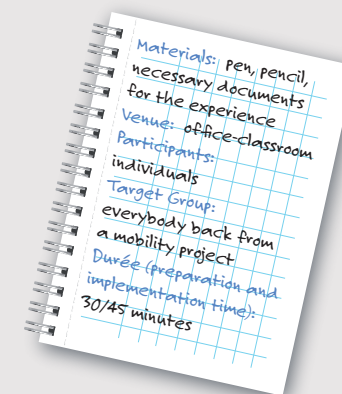 Materials: pen, pencil,
necessary documents
for the experience
Venue: office-classroom
Participants:
individuals
Target Group:
everybody back from
a mobility project
Durée (preparation and
implementation time):
30/45 minutes